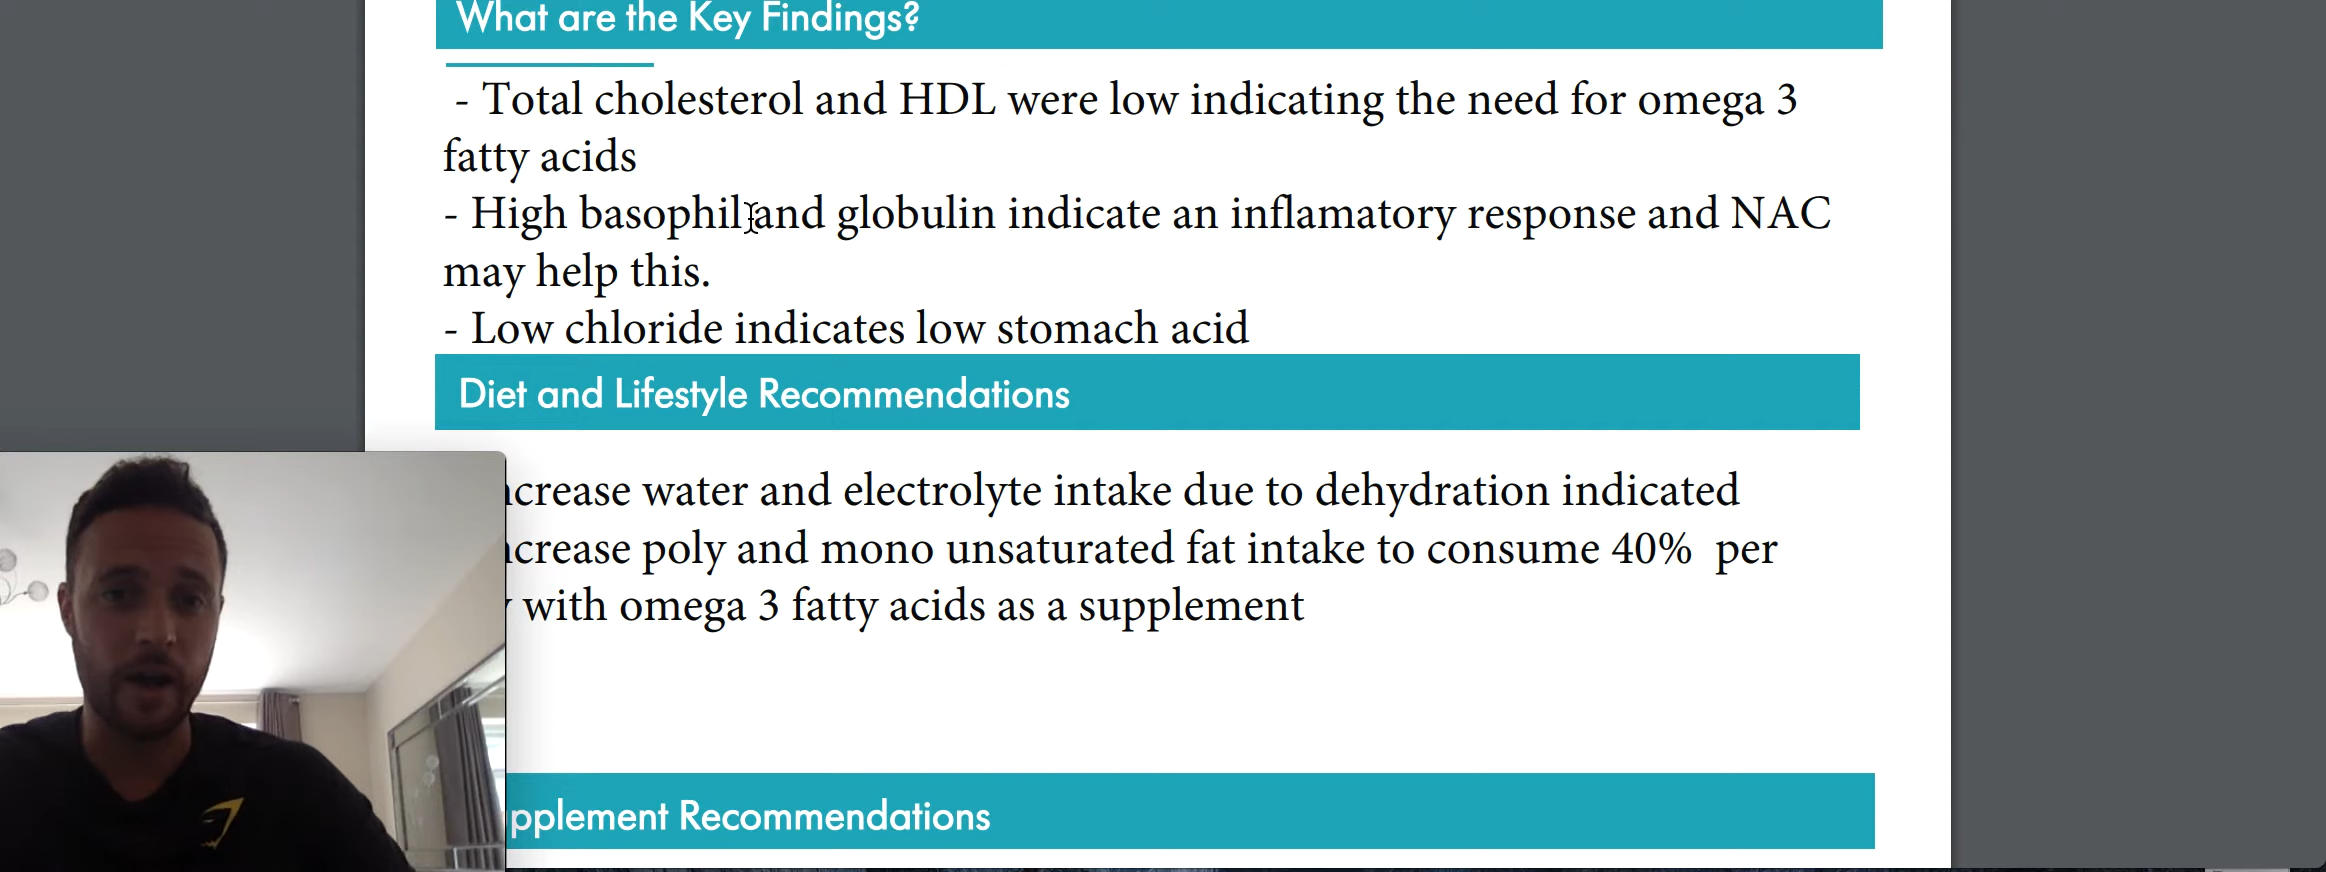 What are the Key Findings?
- Total cholesterol and HDL were low indicating the need for omega 3
fatty acids
- High basophil and globulin indicate an inflamatory response and NAC
may help this.
- Low chloride indicates low stomach acid
Diet and Lifestyle Recommendations
ncrease water and electrolyte intake due to dehydration indicated
ncrease poly and mono unsaturated fat intake to consume 40% per
with omega 3 fatty acids as a supplement
pplement Recommendations